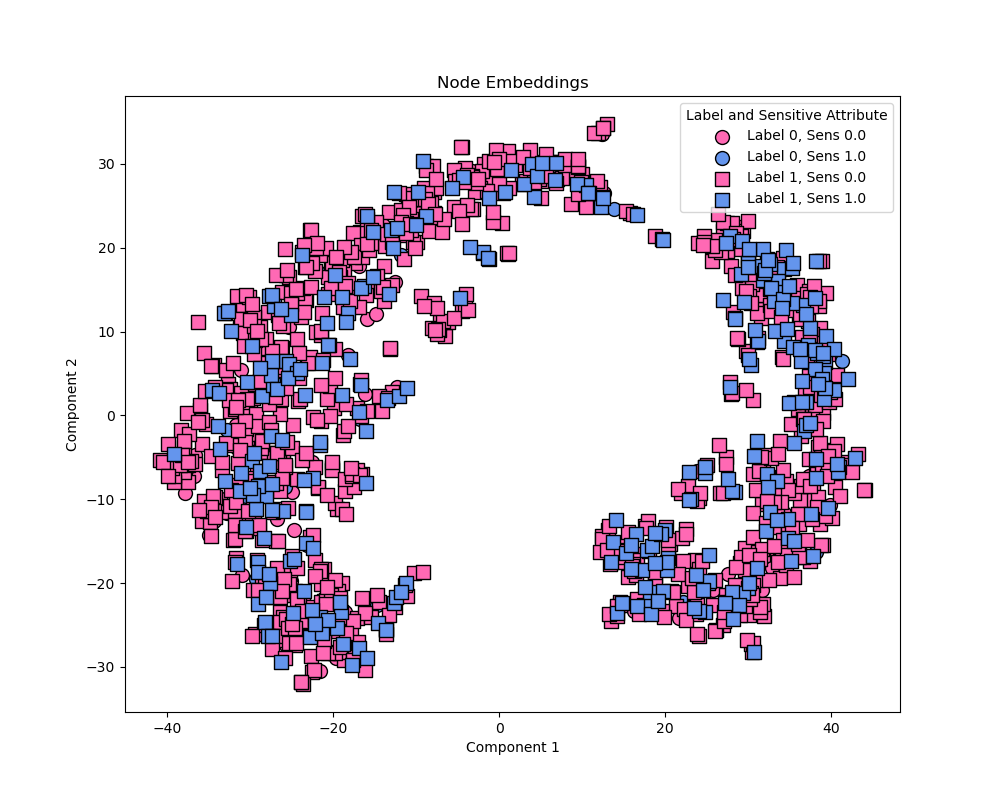 Node Embeddings
Label and Sensitive Attribute
Label 0, Sens 0.0
Label 0, Sens 1.0
Label 1, Sens 0.0
Label 1, Sens 1.0
30
20
10
0
−10
−20
−30
Component 2
−40
−20
0
20
40
Component 1